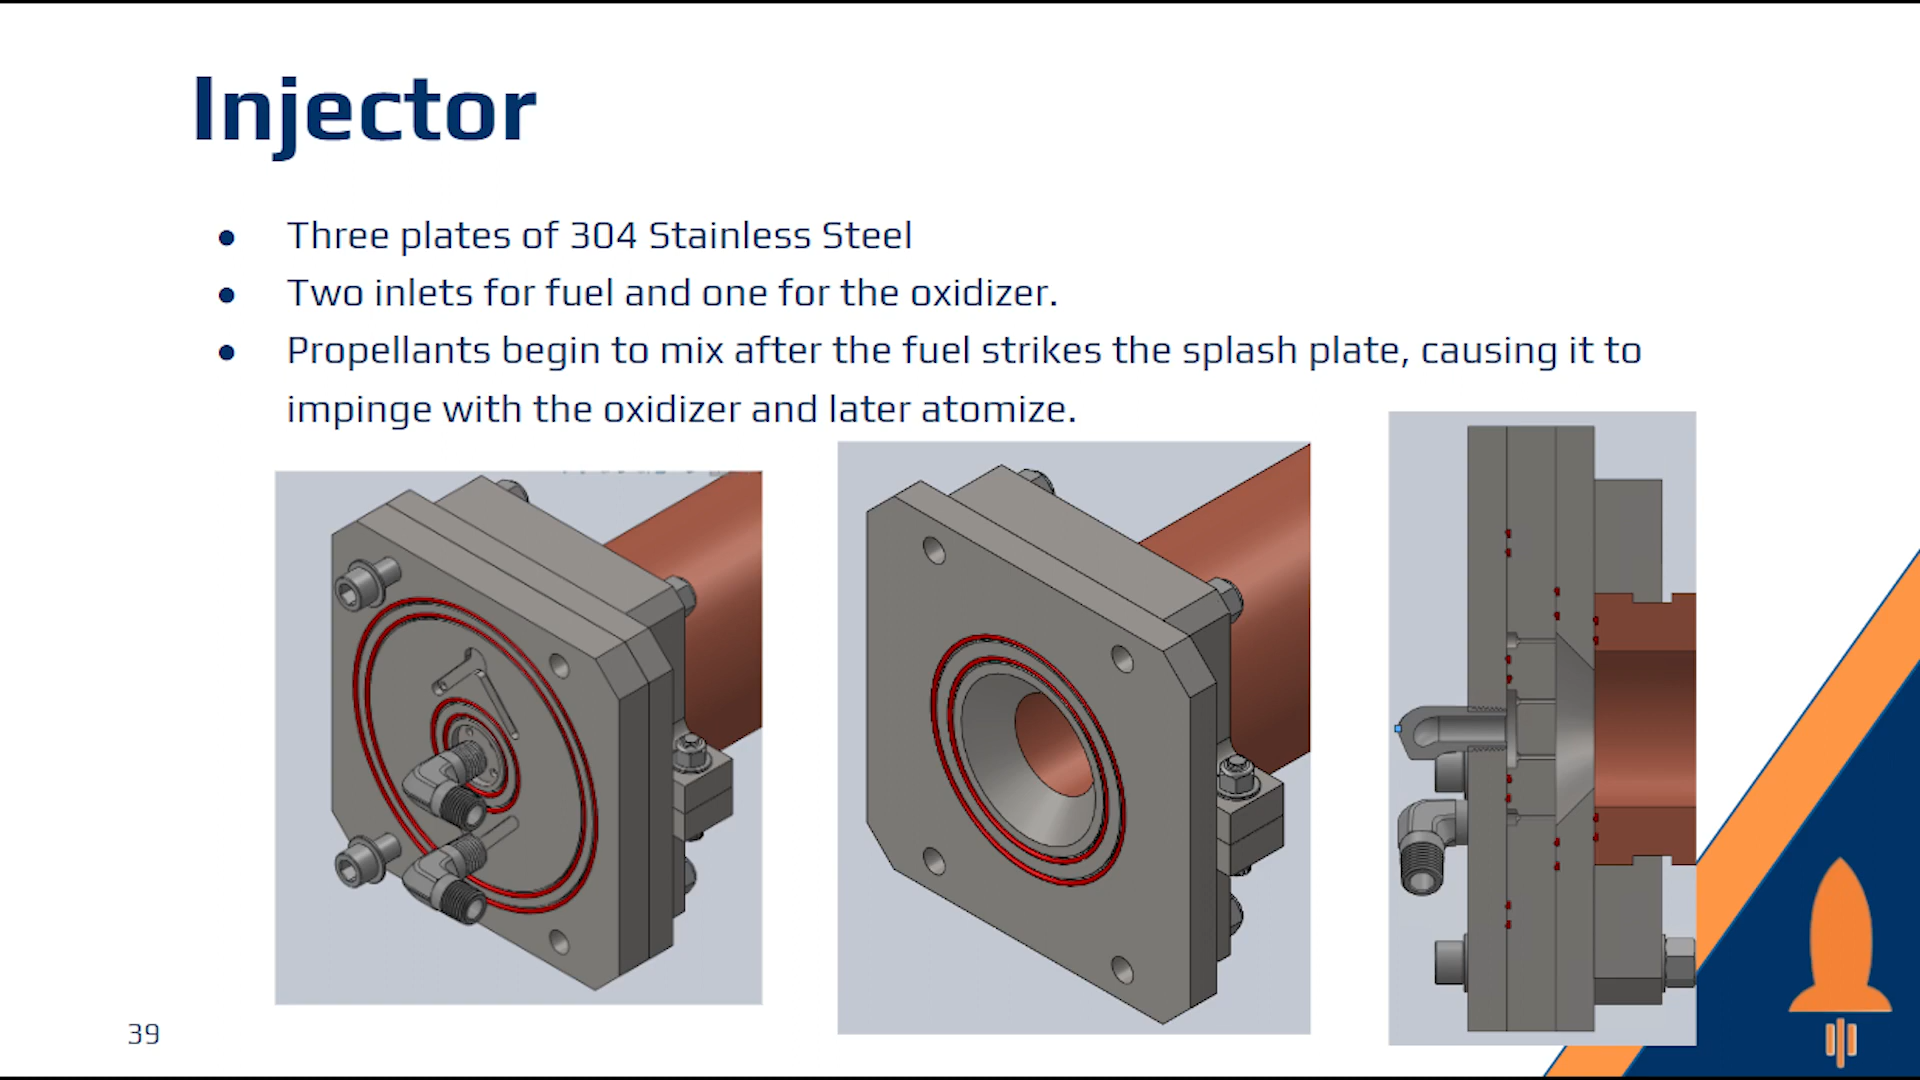 Injector
● Three plates of 304 Stainless Steel
● Two inlets for fuel and one for the oxidizer.
● Propellants begin to mix after the fuel strikes the splash plate, causing it to
impinge with the oxidizer and later atomize.
39